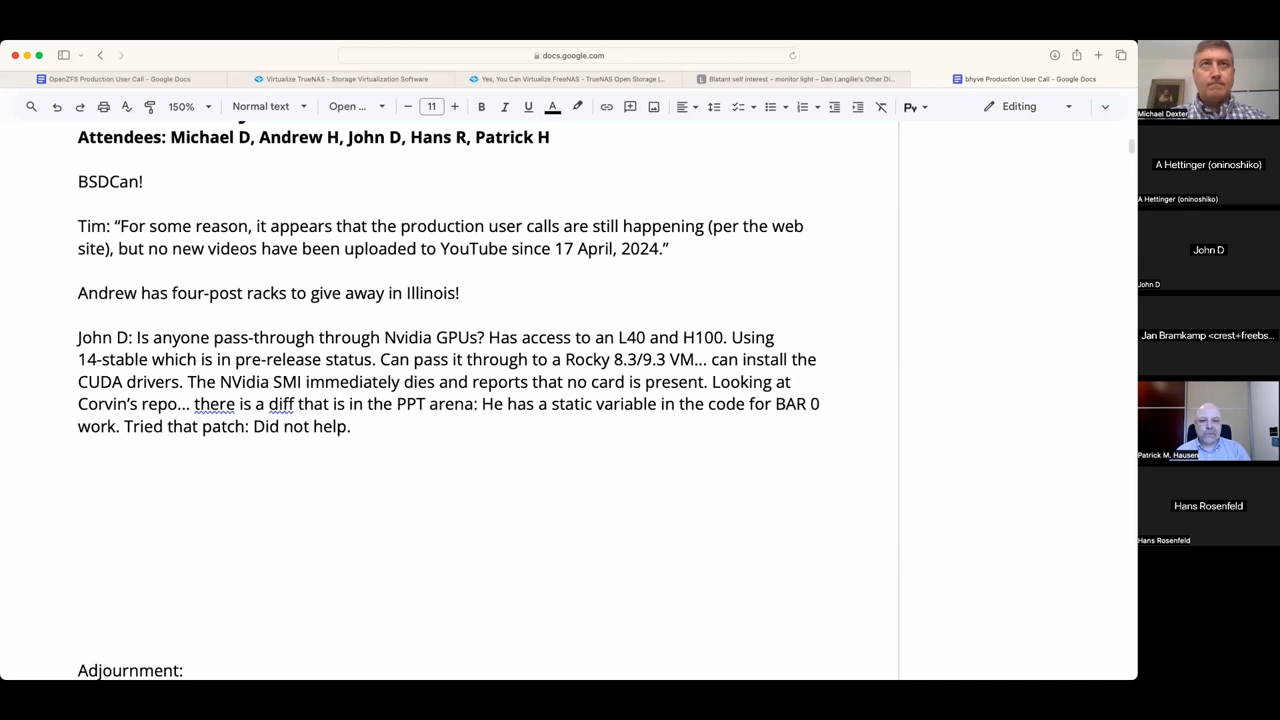 docs.google.com
OpenZFS Production User Call - Google Docs
Virtualize TrueNAS - Storage Virtualization Software
Yes, You Can Virtualize FreeNAS - TrueNAS Open Storage |...
Blatant self interest – monitor light – Dan Langille's Other Di...
bhyve Production User Call - Google Docs
150%
Normal text
Open ...
11
Editing
Attendees: Michael D, Andrew H, John D, Hans R, Patrick H
BSDCan!
Tim: “For some reason, it appears that the production user calls are still happening (per the web
site), but no new videos have been uploaded to YouTube since 17 April, 2024.”
Andrew has four-post racks to give away in Illinois!
John D: Is anyone pass-through through Nvidia GPUs? Has access to an L40 and H100. Using
14-stable which is in pre-release status. Can pass it through to a Rocky 8.3/9.3 VM... can install the
CUDA drivers. The NVidia SMI immediately dies and reports that no card is present. Looking at
Corvin’s repo... there is a diff that is in the PPT arena: He has a static variable in the code for BAR 0
work. Tried that patch: Did not help.
Adjournment:
Michael Dexter
A Hettinger (oninoshiko)
A Hettinger (oninoshiko)
John D
John D
Jan Bramkamp <crest+freebs...
Patrick M. Hausen
Hans Rosenfeld
Hans Rosenfeld